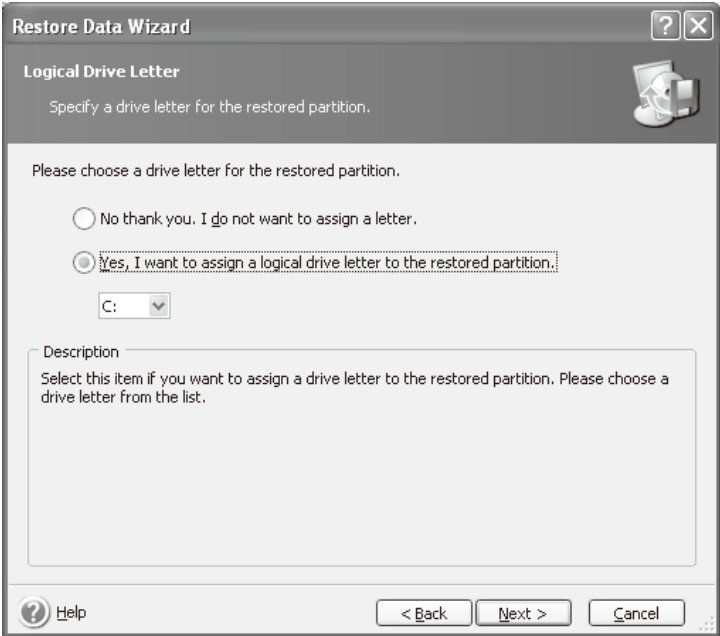 Restore Data Wizard
Logical Drive Letter
Specify a drive letter for the restored partition.
Please choose a drive letter for the restored partition.
No thank you. I do not want to assign a letter.
Yes, I want to assign a logical drive letter to the restored partition.
C:
Description
Select this item if you want to assign a drive letter to the restored partition. Please choose a
drive letter from the list.
? Help < Back Next > Cancel